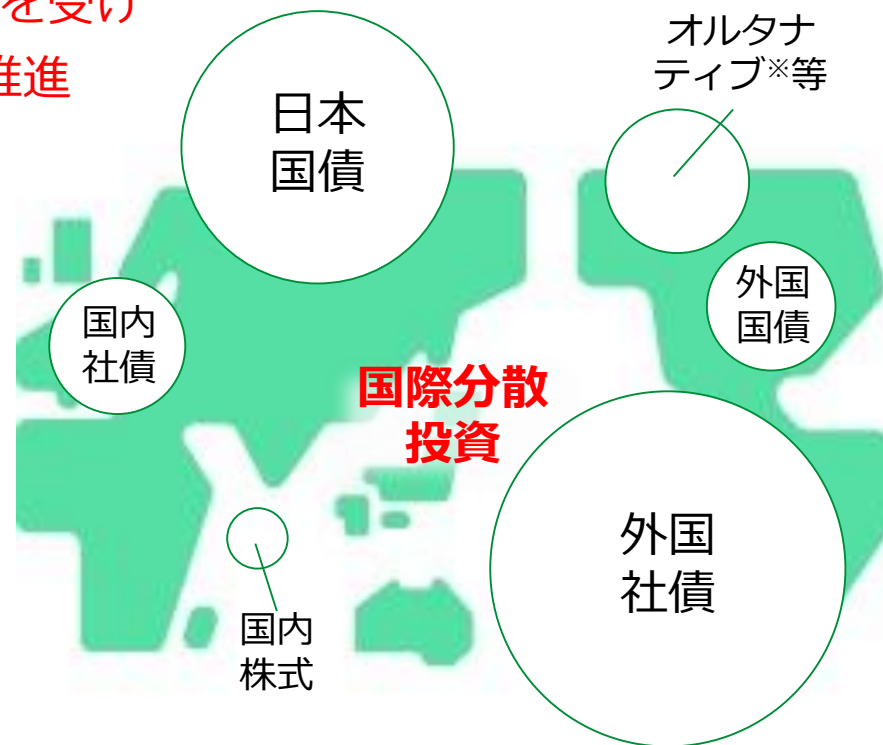 を受け
推進
日本
国債
オルタナ
ティブ※等
国内
社債
外国
国債
国際分散
投資
外国
社債
国内
株式